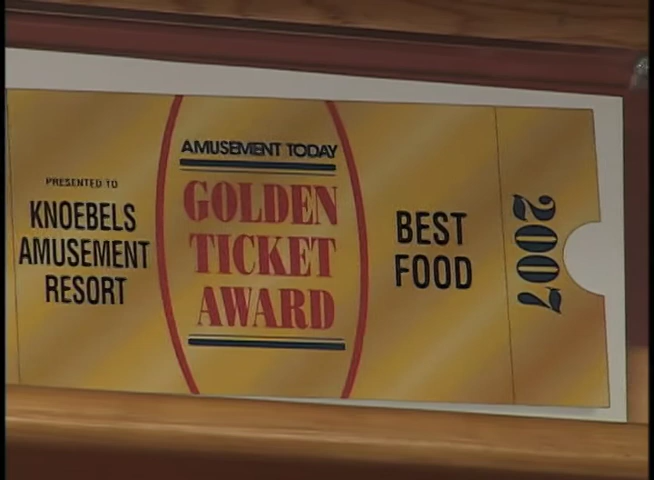 PRESENTED TO
KNOEBELS
AMUSEMENT
RESORT
AMUSEMENT TODAY
GOLDEN
TICKET
AWARD
BEST
FOOD
2007